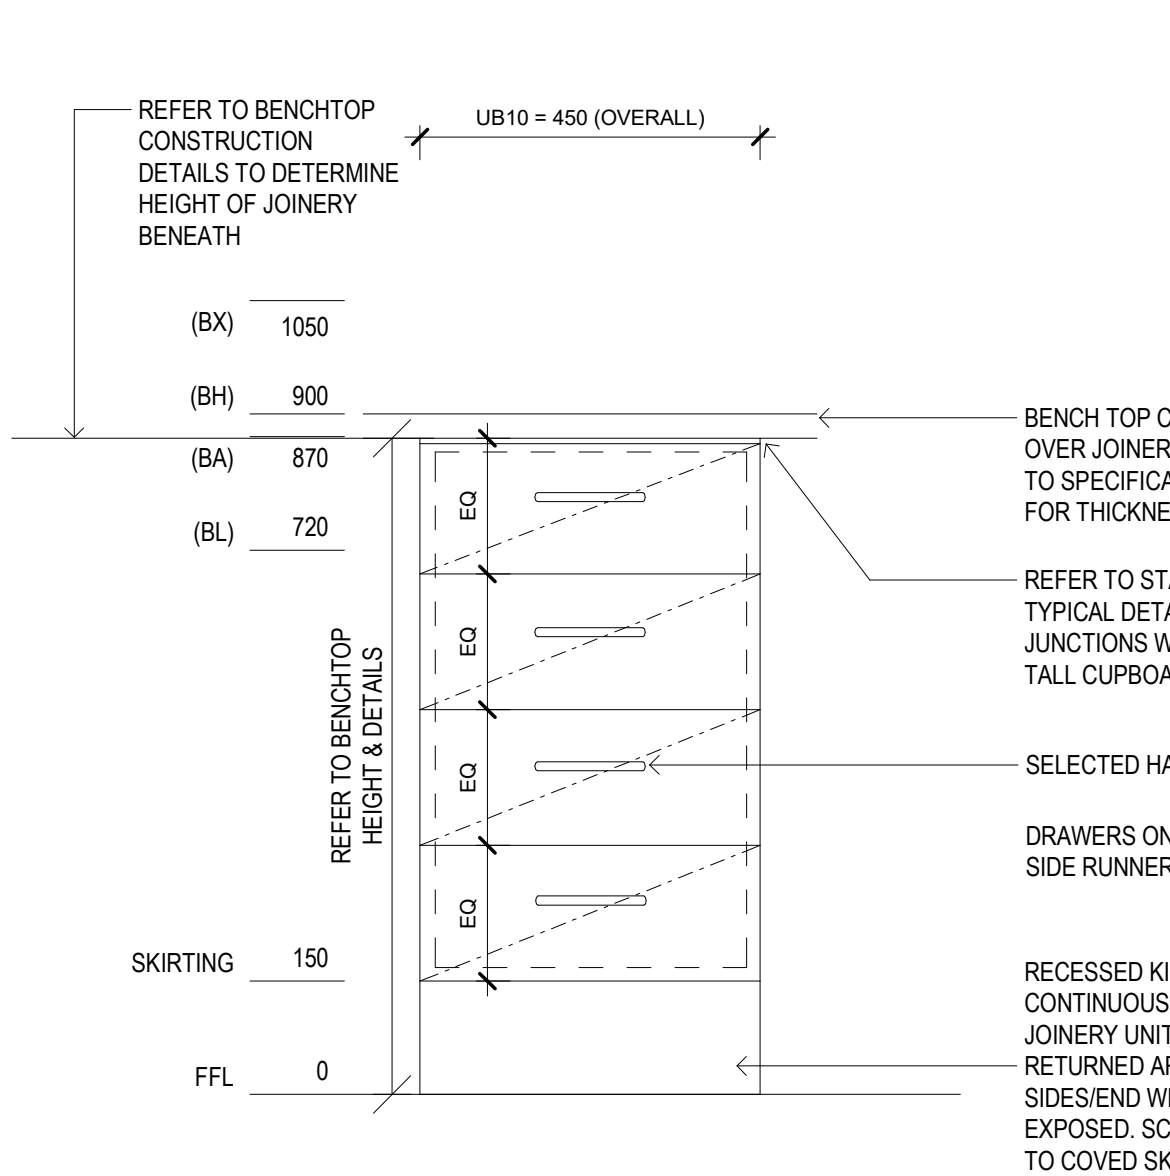 REFER TO BENCHTOP
CONSTRUCTION
DETAILS TO DETERMINE
HEIGHT OF JOINERY
BENEATH
UB10 = 450 (OVERALL)
(BX) 1050
(BH) 900
(BA) 870
(BL) 720
SKIRTING 150
FFL 0
REFER TO BENCHTOP
HEIGHT & DETAILS
EQ
EQ
EQ
EQ
BENCH TOP C
OVER JOINER
TO SPECIFICA
FOR THICKNE
REFER TO STA
TYPICAL DETA
JUNCTIONS W
TALL CUPBOA
SELECTED HA
DRAWERS ON
SIDE RUNNER
RECESSED KI
CONTINUOUS
JOINERY UNIT
RETURNED AR
SIDES/END WI
EXPOSED. SC
TO COVED SK